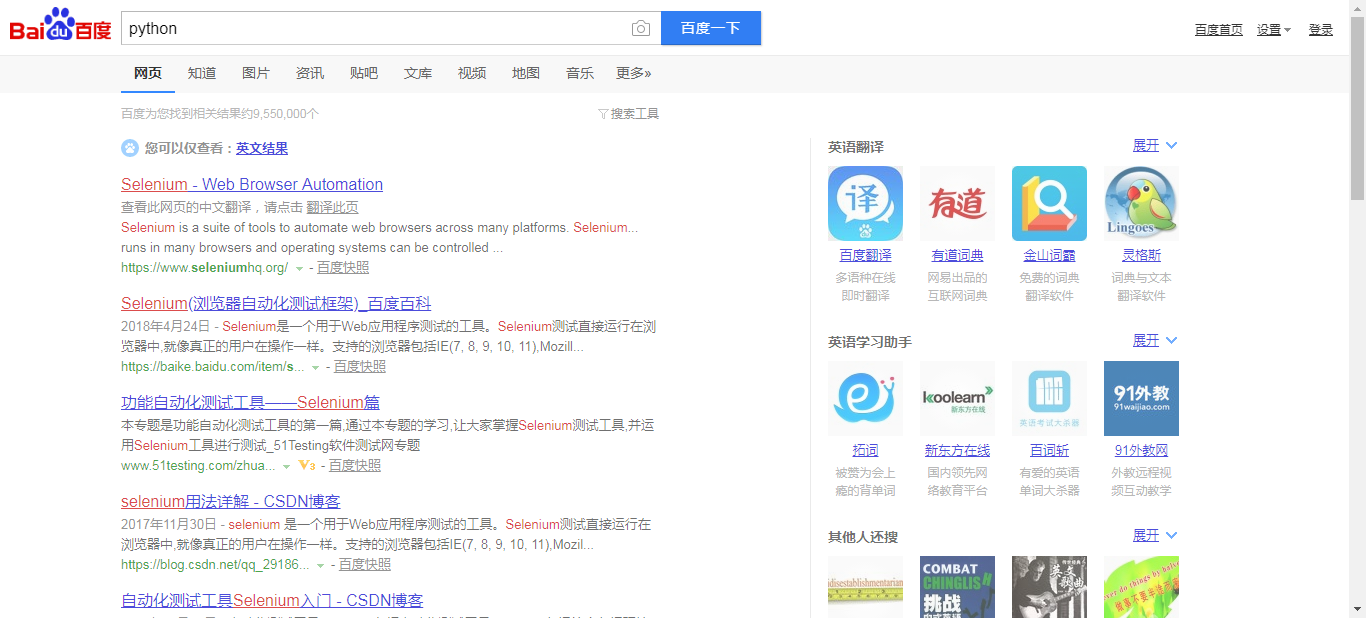 Bai du 百度
python
百度一下
百度首页 设置 登录
网页 知道 图片 资讯 贴吧 文库 视频 地图 音乐 更多»
百度为您找到相关结果约9,550,000个
搜索工具
您可以仅查看：英文结果
Selenium - Web Browser Automation
查看此网页的中文翻译，请点击 翻译此页
Selenium is a suite of tools to automate web browsers across many platforms. Selenium...
runs in many browsers and operating systems can be controlled ...
https://www.seleniumhq.org/ - 百度快照
Selenium(浏览器自动化测试框架)_百度百科
2018年4月24日 - Selenium是一个用于Web应用程序测试的工具。Selenium测试直接运行在浏
览器中,就像真正的用户在操作一样。支持的浏览器包括IE(7, 8, 9, 10, 11),Mozill...
https://baike.baidu.com/item/s... - 百度快照
功能自动化测试工具——Selenium篇
本专题是功能自动化测试工具的第一篇,通过本专题的学习,让大家掌握Selenium测试工具,并运
用Selenium工具进行测试_51Testing软件测试网专题
www.51testing.com/zhua... V3 - 百度快照
selenium用法详解 - CSDN博客
2017年11月30日 - selenium 是一个用于Web应用程序测试的工具。Selenium测试直接运行在
浏览器中,就像真正的用户在操作一样。支持的浏览器包括IE(7, 8, 9, 10, 11),Mozil...
https://blog.csdn.net/qq_29186... - 百度快照
自动化测试工具Selenium入门 - CSDN博客
英语翻译 展开
译 有道 Lingoes
百度翻译 有道词典 金山词霸 灵格斯
多语种在线 网易出品的 免费的词典 词典与文本
即时翻译 互联网词典 翻译软件 翻译软件
英语学习助手 展开
koolearn 新东方在线
英语考试大杀器
91外教
91waijiao.com
拓词 新东方在线 百词斩 91外教网
被赞为会上 国内领先网 有爱的英语 外教远程视
瘾的背单词 络教育平台 单词大杀器 频互动教学
其他人还搜 展开
disestablishmentarian
COMBAT
CHINGLISH
挑战
英文歌曲
做事不要半途而废